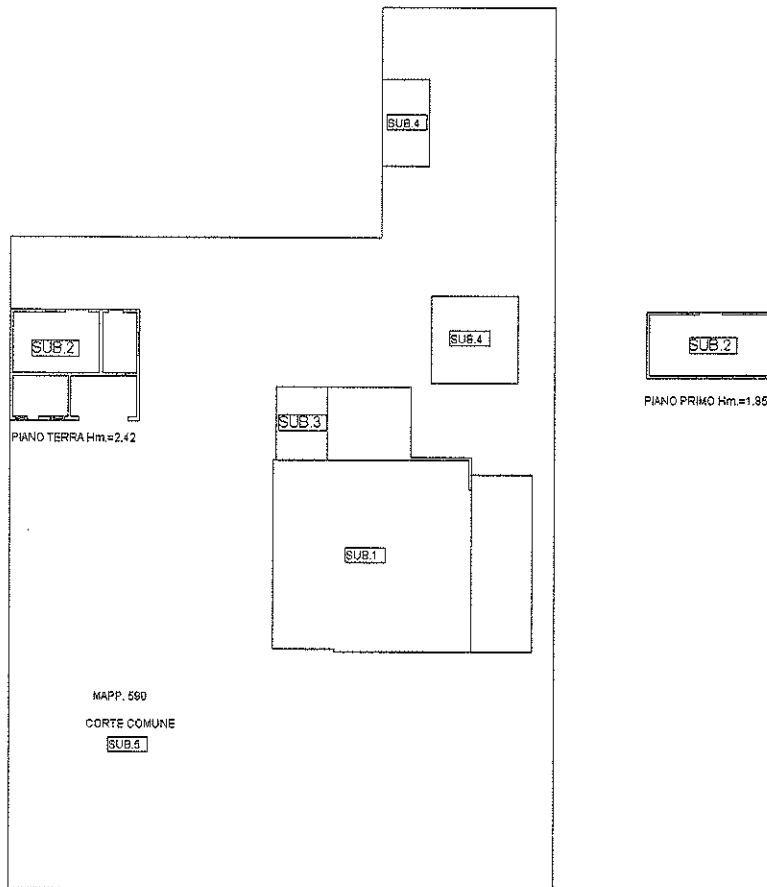 SUB.4
SUB.2
SUB.4
SUB.2
PIANO TERRA Hm.=2.42
PIANO PRIMO Hm.=1.85
SUB.3
SUB.1
MAPP. 590
CORTE COMUNE
SUB.5